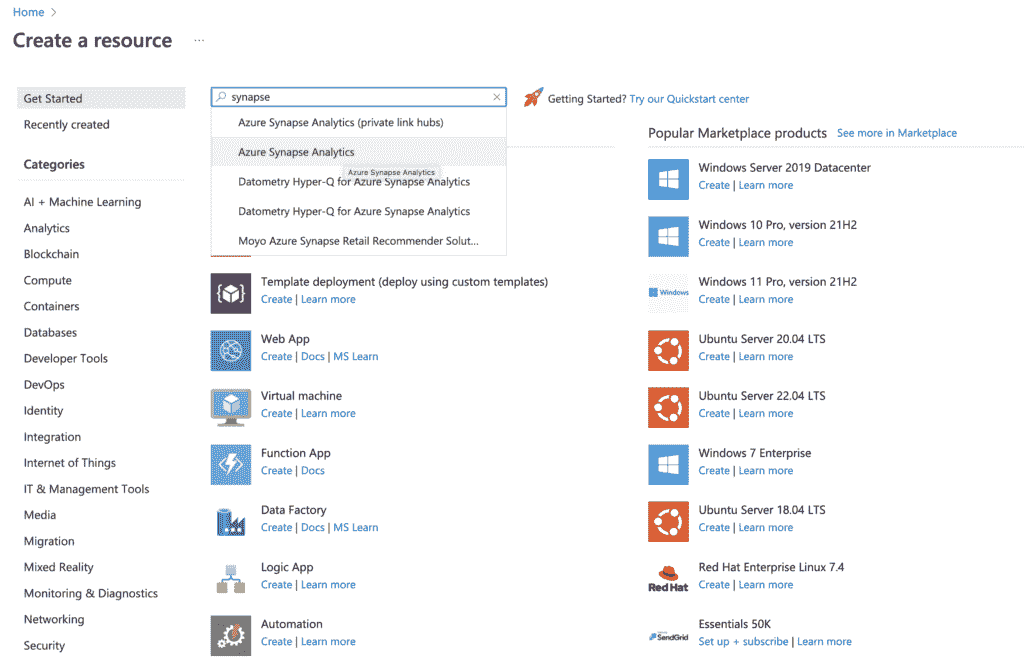 Home >
Create a resource ...
Get Started
Recently created
Categories
AI + Machine Learning
Analytics
Blockchain
Compute
Containers
Databases
Developer Tools
DevOps
Identity
Integration
Internet of Things
IT & Management Tools
Media
Migration
Mixed Reality
Monitoring & Diagnostics
Networking
Security
synapse
Azure Synapse Analytics (private link hubs)
Azure Synapse Analytics
Azure Synapse Analytics
Datometry Hyper-Q for Azure Synapse Analytics
Datometry Hyper-Q for Azure Synapse Analytics
Moyo Azure Synapse Retail Recommender Solut...
Template deployment (deploy using custom templates)
Create | Learn more
Web App
Create | Docs | MS Learn
Virtual machine
Create | Learn more
Function App
Create | Docs
Data Factory
Create | Docs | MS Learn
Logic App
Create | Learn more
Automation
Create | Learn more
Getting Started? Try our Quickstart center
Popular Marketplace products See more in Marketplace
Windows Server 2019 Datacenter
Create | Learn more
Windows 10 Pro, version 21H2
Create | Learn more
Windows
Windows 11 Pro, version 21H2
Create | Learn more
Ubuntu Server 20.04 LTS
Create | Learn more
Ubuntu Server 22.04 LTS
Create | Learn more
Windows 7 Enterprise
Create | Learn more
Ubuntu Server 18.04 LTS
Create | Learn more
Red Hat
Red Hat Enterprise Linux 7.4
Create | Learn more
SendGrid
Essentials 50K
Set up + subscribe | Learn more